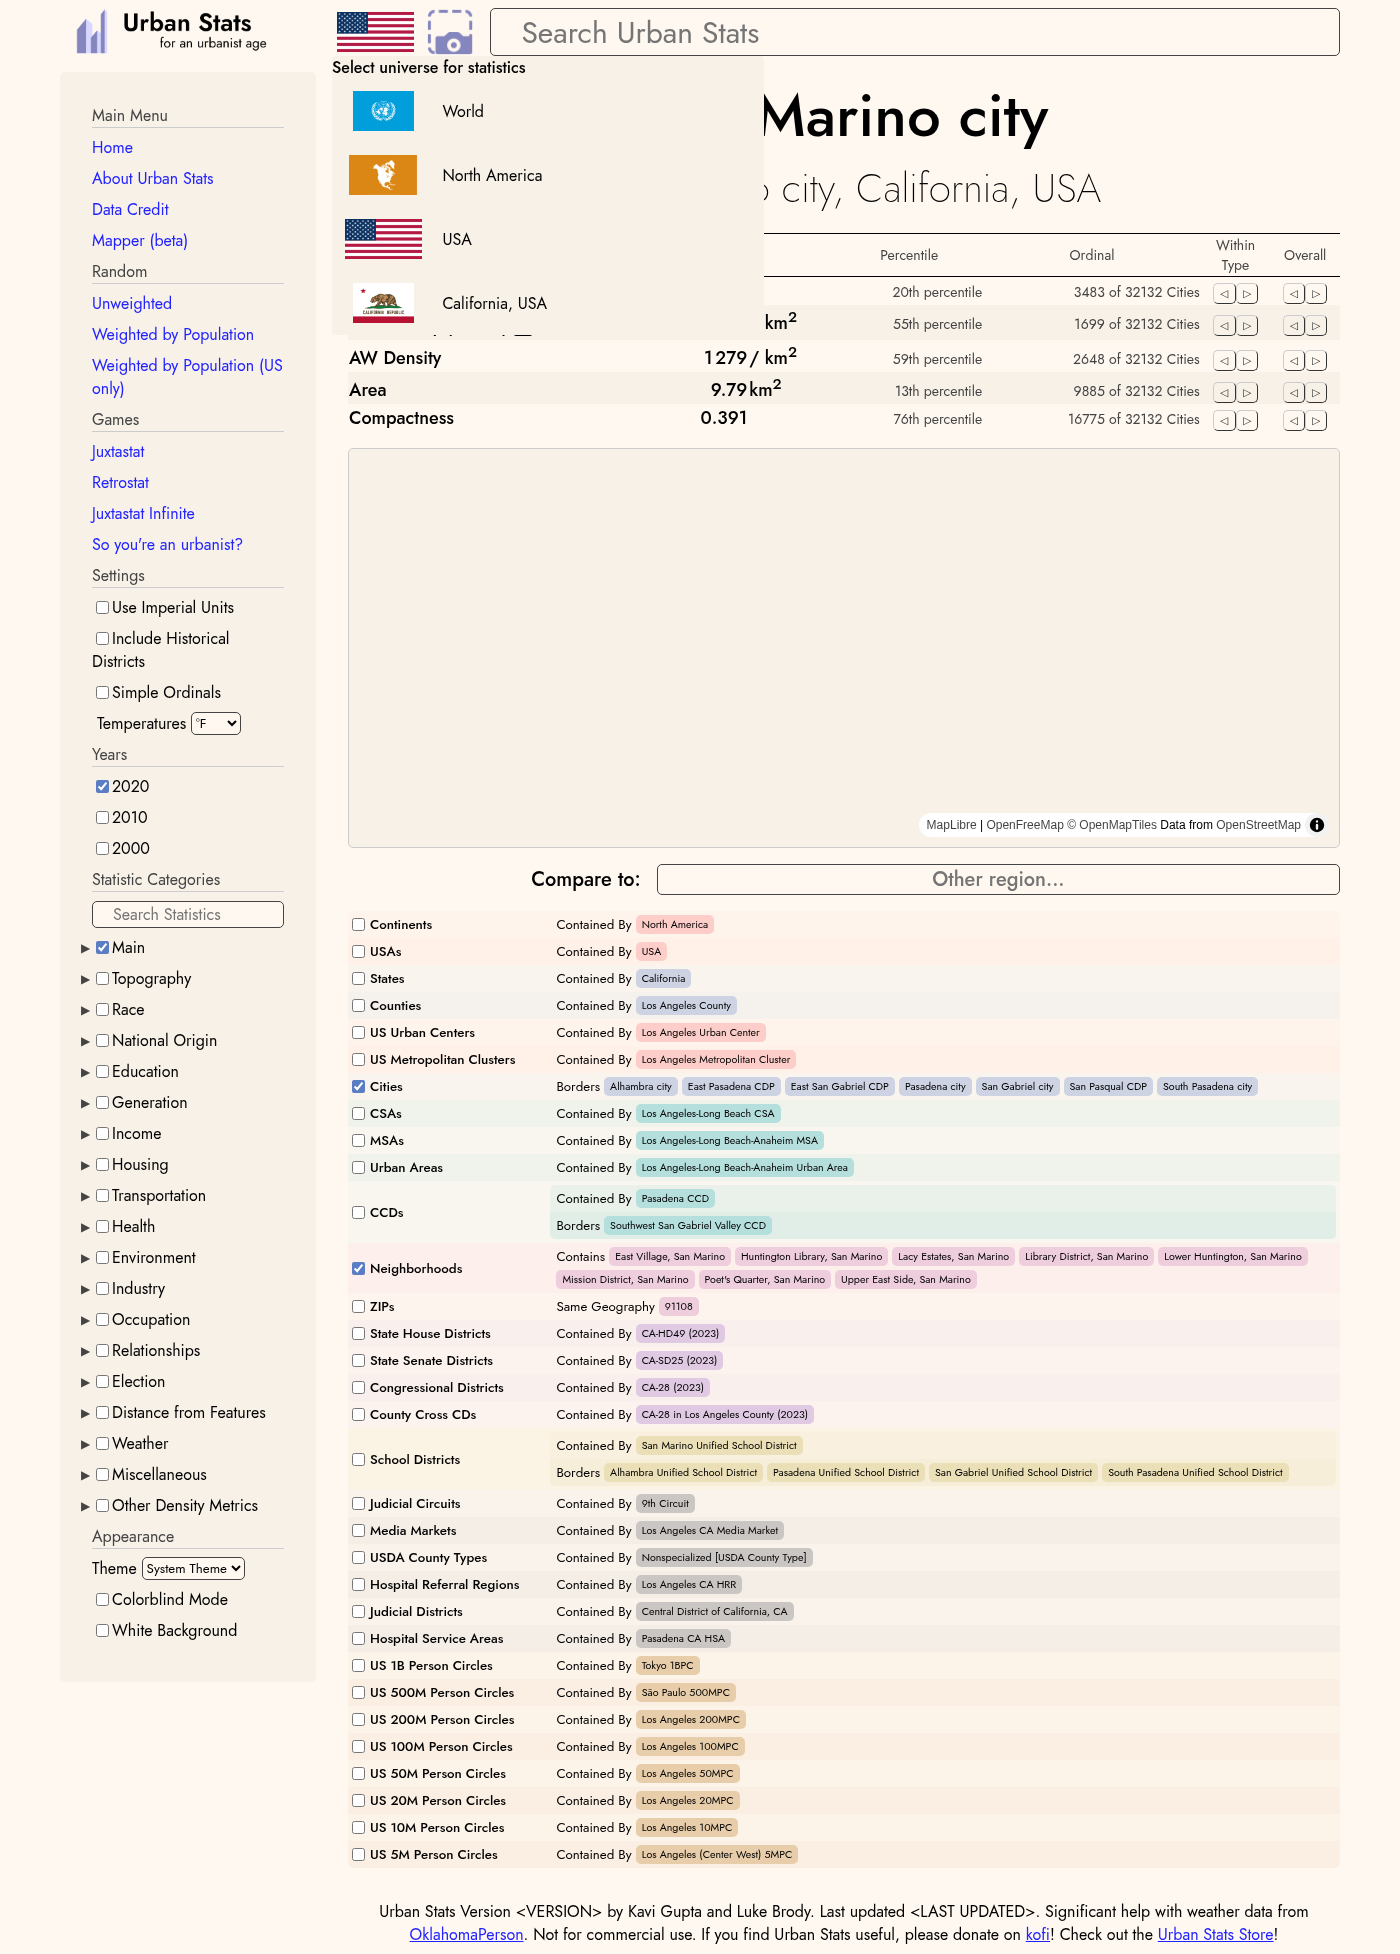 Urban Stats
for an urbanist age
Search Urban Stats
Select universe for statistics
World
North America
USA
California, USA
Marino city
city, California, USA
Main Menu
Home
About Urban Stats
Data Credit
Mapper (beta)
Random
Unweighted
Weighted by Population
Weighted by Population (US
only)
Games
Juxtastat
Retrostat
Juxtastat Infinite
So you're an urbanist?
Settings
Use Imperial Units
Include Historical
Districts
Simple Ordinals
Temperatures °F
Years
2020
2010
2000
Statistic Categories
Search Statistics
▶ Main
▶ Topography
▶ Race
▶ National Origin
▶ Education
▶ Generation
▶ Income
▶ Housing
▶ Transportation
▶ Health
▶ Environment
▶ Industry
▶ Occupation
▶ Relationships
▶ Election
▶ Distance from Features
▶ Weather
▶ Miscellaneous
▶ Other Density Metrics
Appearance
Theme System Theme
Colorblind Mode
White Background
Percentile Ordinal Within Type Overall
20th percentile 3483 of 32132 Cities ◁ ▷ ◁ ▷
km² 55th percentile 1699 of 32132 Cities ◁ ▷ ◁ ▷
AW Density 1 279 / km² 59th percentile 2648 of 32132 Cities ◁ ▷ ◁ ▷
Area 9.79 km² 13th percentile 9885 of 32132 Cities ◁ ▷ ◁ ▷
Compactness 0.391 76th percentile 16775 of 32132 Cities ◁ ▷ ◁ ▷
MapLibre | OpenFreeMap © OpenMapTiles Data from OpenStreetMap
Compare to: Other region...
Continents Contained By North America
USAs Contained By USA
States Contained By California
Counties Contained By Los Angeles County
US Urban Centers Contained By Los Angeles Urban Center
US Metropolitan Clusters Contained By Los Angeles Metropolitan Cluster
Cities Borders Alhambra city East Pasadena CDP East San Gabriel CDP Pasadena city San Gabriel city San Pasqual CDP South Pasadena city
CSAs Contained By Los Angeles-Long Beach CSA
MSAs Contained By Los Angeles-Long Beach-Anaheim MSA
Urban Areas Contained By Los Angeles-Long Beach-Anaheim Urban Area
CCDs Contained By Pasadena CCD
Borders Southwest San Gabriel Valley CCD
Neighborhoods Contains East Village, San Marino Huntington Library, San Marino Lacy Estates, San Marino Library District, San Marino Lower Huntington, San Marino
Mission District, San Marino Poet's Quarter, San Marino Upper East Side, San Marino
ZIPs Same Geography 91108
State House Districts Contained By CA-HD49 (2023)
State Senate Districts Contained By CA-SD25 (2023)
Congressional Districts Contained By CA-28 (2023)
County Cross CDs Contained By CA-28 in Los Angeles County (2023)
School Districts Contained By San Marino Unified School District
Borders Alhambra Unified School District Pasadena Unified School District San Gabriel Unified School District South Pasadena Unified School District
Judicial Circuits Contained By 9th Circuit
Media Markets Contained By Los Angeles CA Media Market
USDA County Types Contained By Nonspecialized [USDA County Type]
Hospital Referral Regions Contained By Los Angeles CA HRR
Judicial Districts Contained By Central District of California, CA
Hospital Service Areas Contained By Pasadena CA HSA
US 1B Person Circles Contained By Tokyo 1BPC
US 500M Person Circles Contained By São Paulo 500MPC
US 200M Person Circles Contained By Los Angeles 200MPC
US 100M Person Circles Contained By Los Angeles 100MPC
US 50M Person Circles Contained By Los Angeles 50MPC
US 20M Person Circles Contained By Los Angeles 20MPC
US 10M Person Circles Contained By Los Angeles 10MPC
US 5M Person Circles Contained By Los Angeles (Center West) 5MPC
Urban Stats Version <VERSION> by Kavi Gupta and Luke Brody. Last updated <LAST UPDATED>. Significant help with weather data from
OklahomaPerson. Not for commercial use. If you find Urban Stats useful, please donate on kofi! Check out the Urban Stats Store!